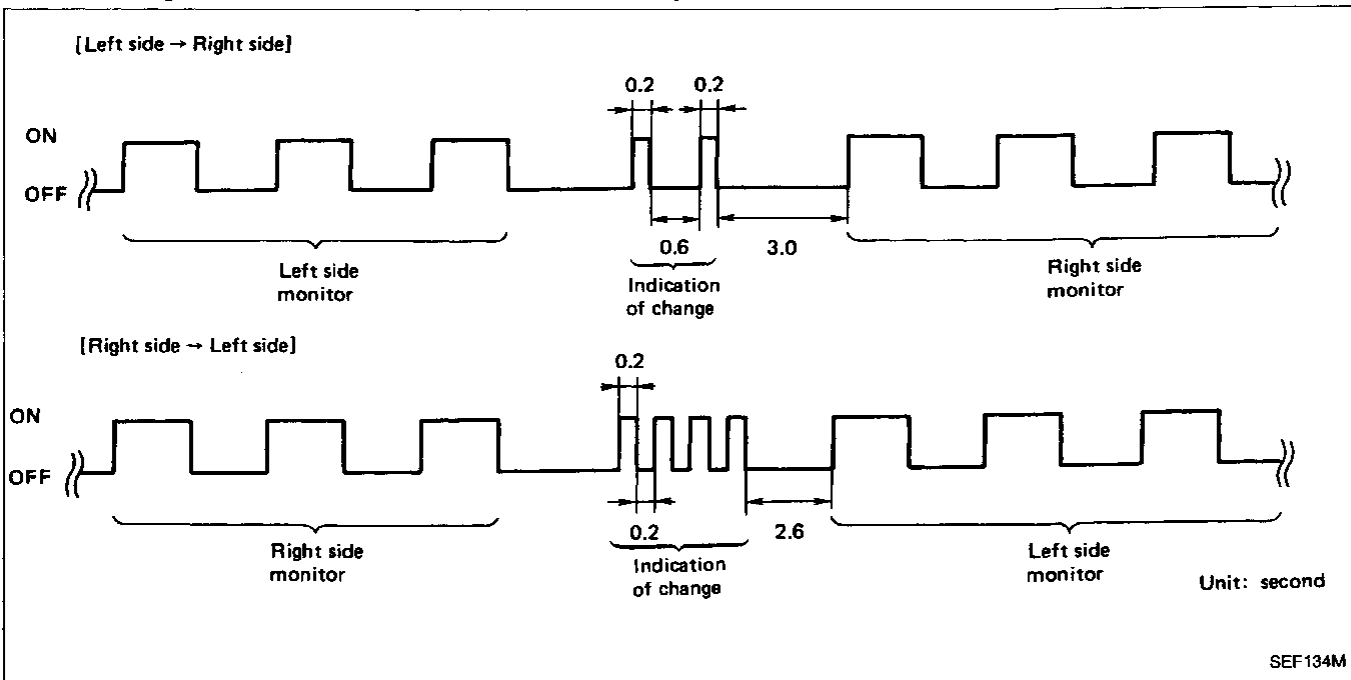 [Left side → Right side]
0.2 0.2
ON
OFF
0.6 3.0
Left side
monitor
Indication
of change
Right side
monitor
[Right side → Left side]
0.2
ON
OFF
0.2 2.6
Right side
monitor
Indication
of change
Left side
monitor
Unit: second
SEF134M